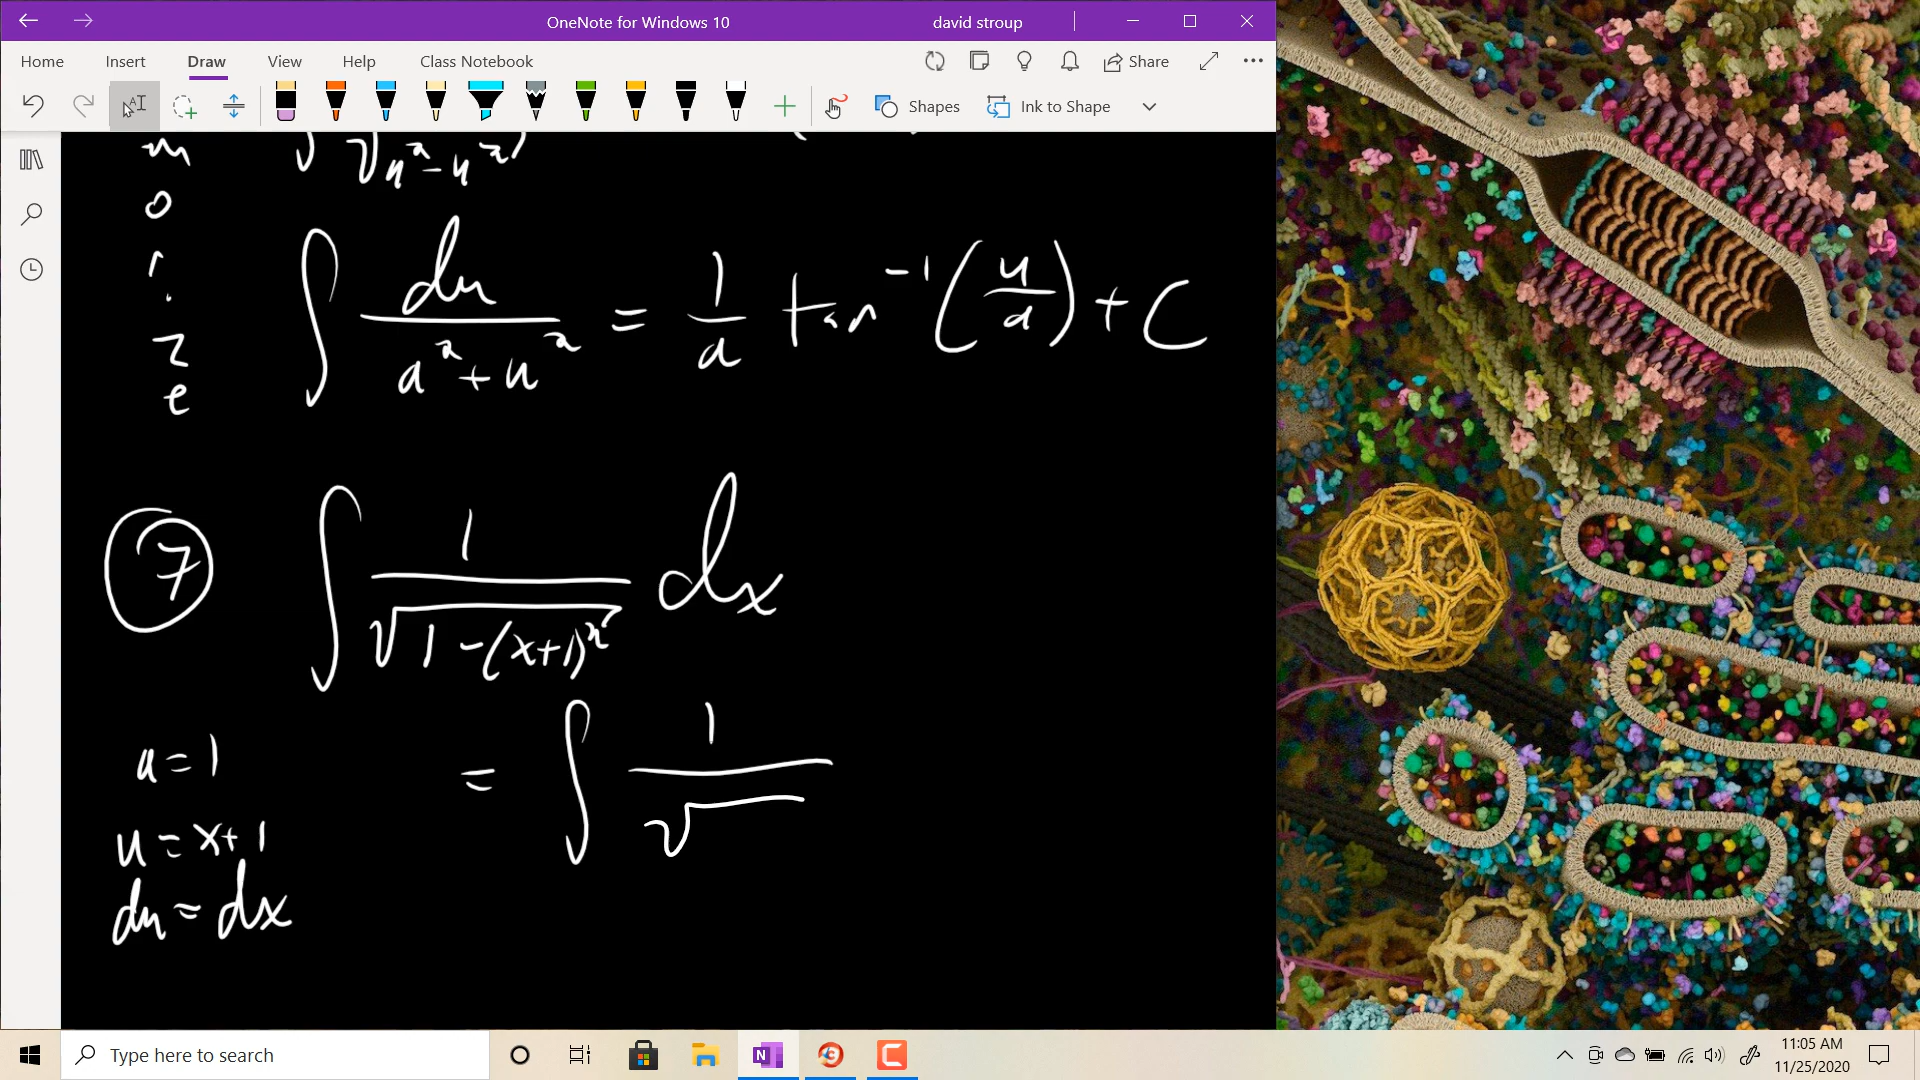 OneNote for Windows 10
david stroup
Home Insert Draw View Help Class Notebook Share
Shapes Ink to Shape
m
o
r
i
z
e
∫ √a²-u²
∫ du/(a²+u²) = 1/a tan⁻¹(u/a) + C
7 ∫ 1/√(1-(x+1)²) dx
a=1
= ∫ 1/√
u=x+1
du=dx
Type here to search
11:05 AM
11/25/2020